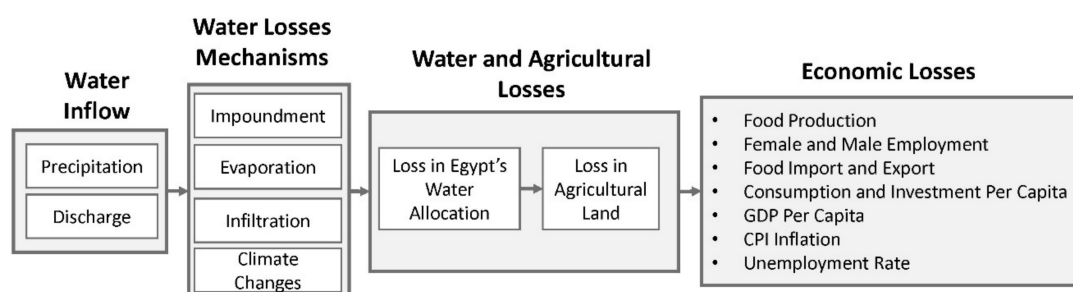 Water
Inflow
Precipitation
Discharge
Water Losses
Mechanisms
Impoundment
Evaporation
Infiltration
Climate
Changes
Water and Agricultural
Losses
Loss in Egypt's
Water
Allocation
Loss in
Agricultural
Land
Economic Losses
• Food Production
• Female and Male Employment
• Food Import and Export
• Consumption and Investment Per Capita
• GDP Per Capita
• CPI Inflation
• Unemployment Rate